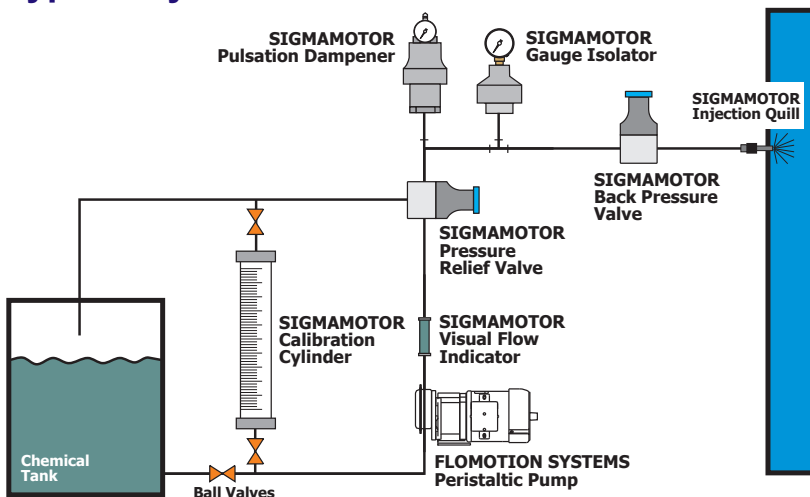 SIGMAMOTOR
Pulsation Dampener
SIGMAMOTOR
Gauge Isolator
SIGMAMOTOR
Injection Quill
SIGMAMOTOR
Back Pressure
Valve
SIGMAMOTOR
Pressure
Relief Valve
SIGMAMOTOR
Calibration
Cylinder
SIGMAMOTOR
Visual Flow
Indicator
FLOMOTION SYSTEMS
Peristaltic Pump
Chemical
Tank
Ball Valves